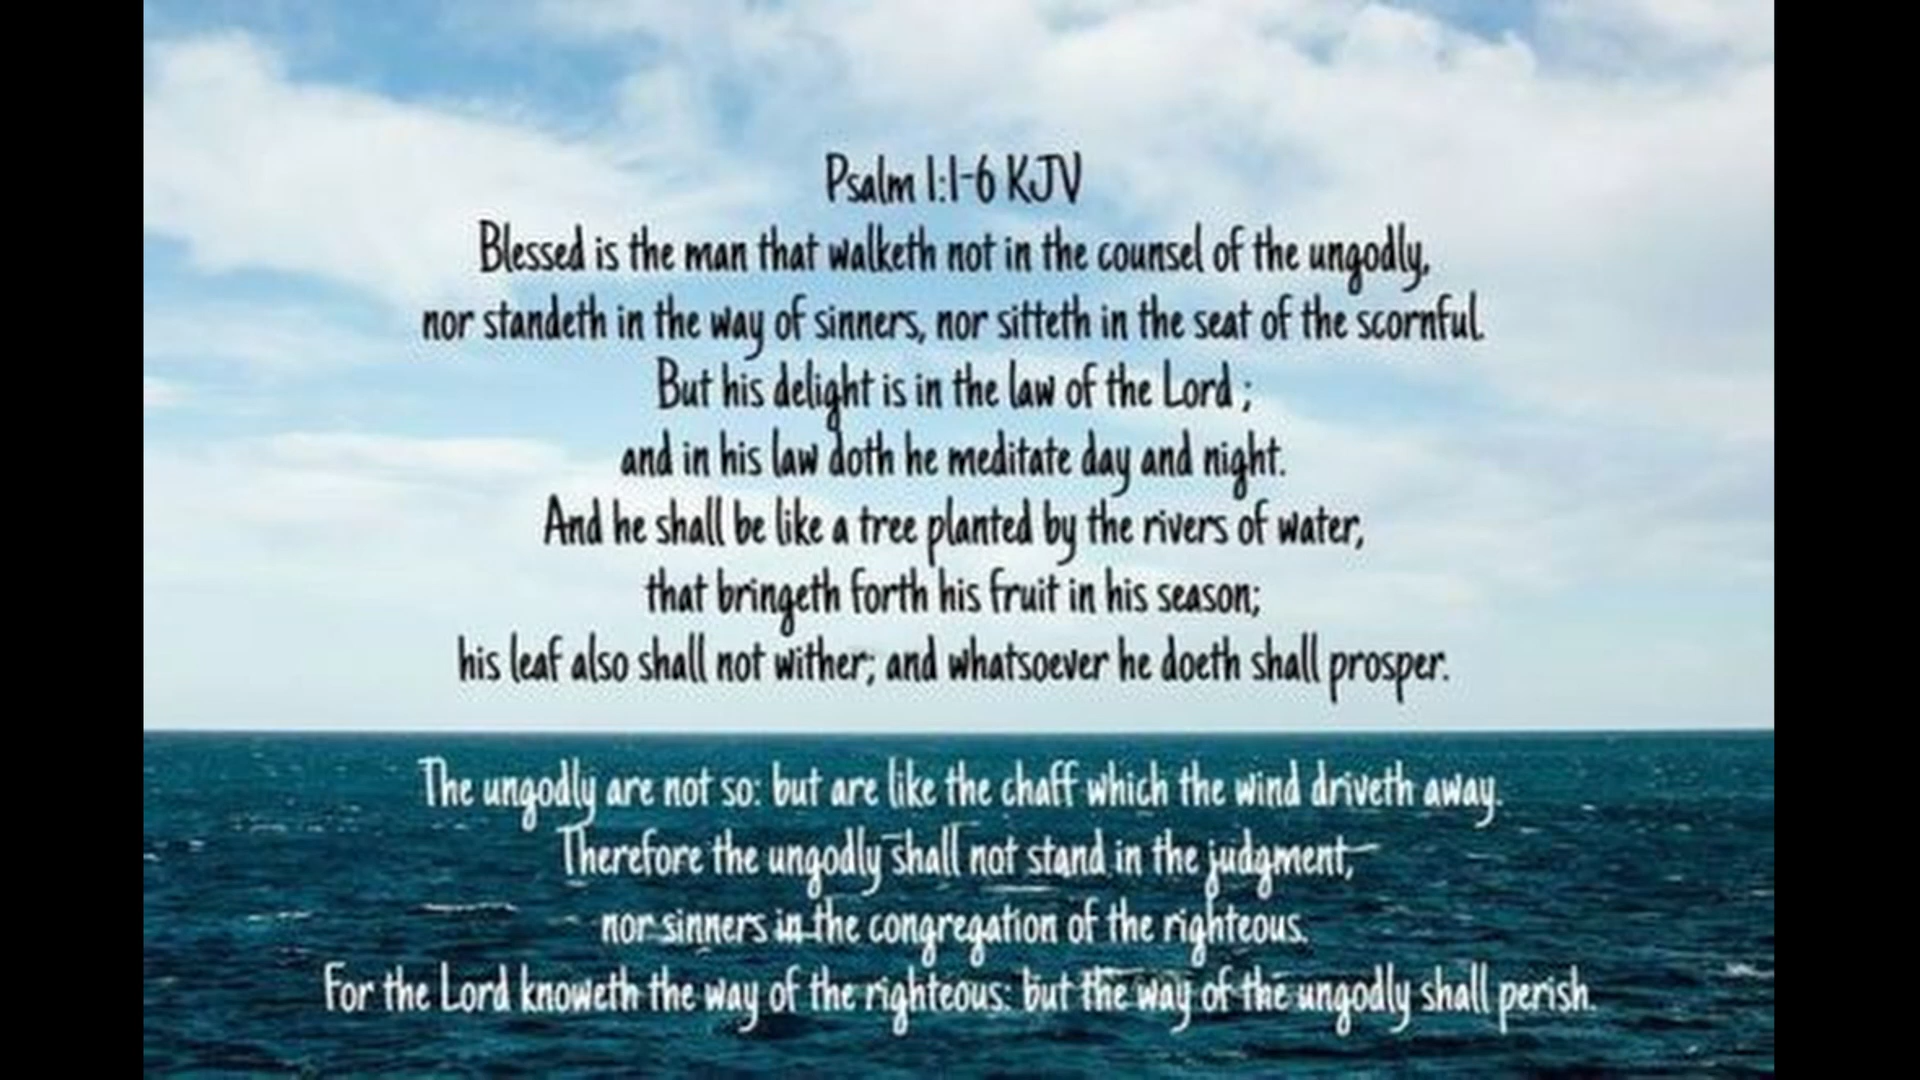 Psalm 1:1-6 KJV
Blessed is the man that walketh not in the counsel of the ungodly,
nor standeth in the way of sinners, nor sitteth in the seat of the scornful.
But his delight is in the law of the Lord ;
and in his law doth he meditate day and night.
And he shall be like a tree planted by the rivers of water,
that bringeth forth his fruit in his season;
his leaf also shall not wither; and whatsoever he doeth shall prosper.
The ungodly are not so: but are like the chaff which the wind driveth away.
Therefore the ungodly shall not stand in the judgment,
nor sinners in the congregation of the righteous.
For the Lord knoweth the way of the righteous: but the way of the ungodly shall perish.